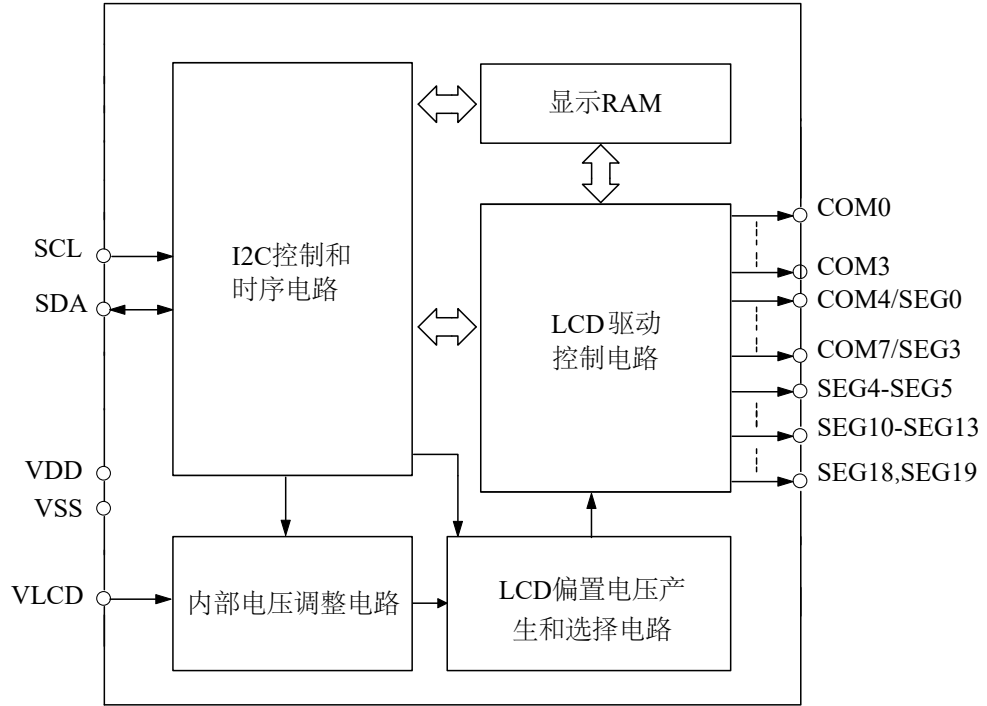 显示RAM
I2C控制和
时序电路
LCD驱动
控制电路
内部电压调整电路
LCD偏置电压产
生和选择电路
SCL
SDA
VDD
VSS
VLCD
COM0
COM3
COM4/SEG0
COM7/SEG3
SEG4-SEG5
SEG10-SEG13
SEG18,SEG19